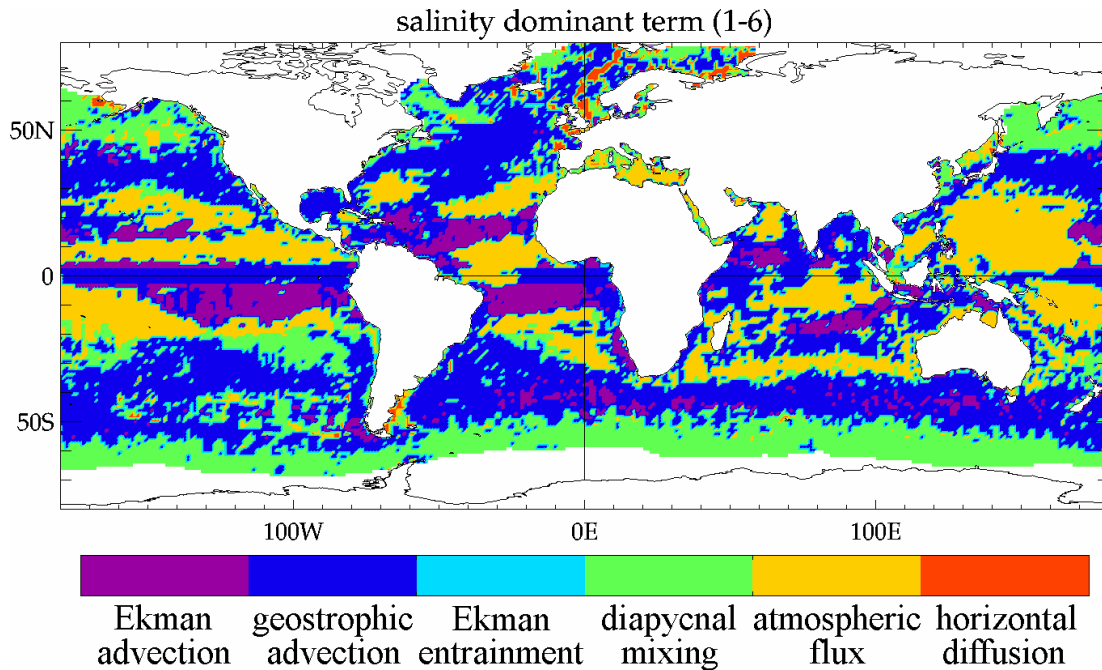 salinity dominant term (1-6)
50N
0
50S
100W
0E
100E
Ekman advection
geostrophic advection
Ekman entrainment
diapycnal mixing
atmospheric flux
horizontal diffusion